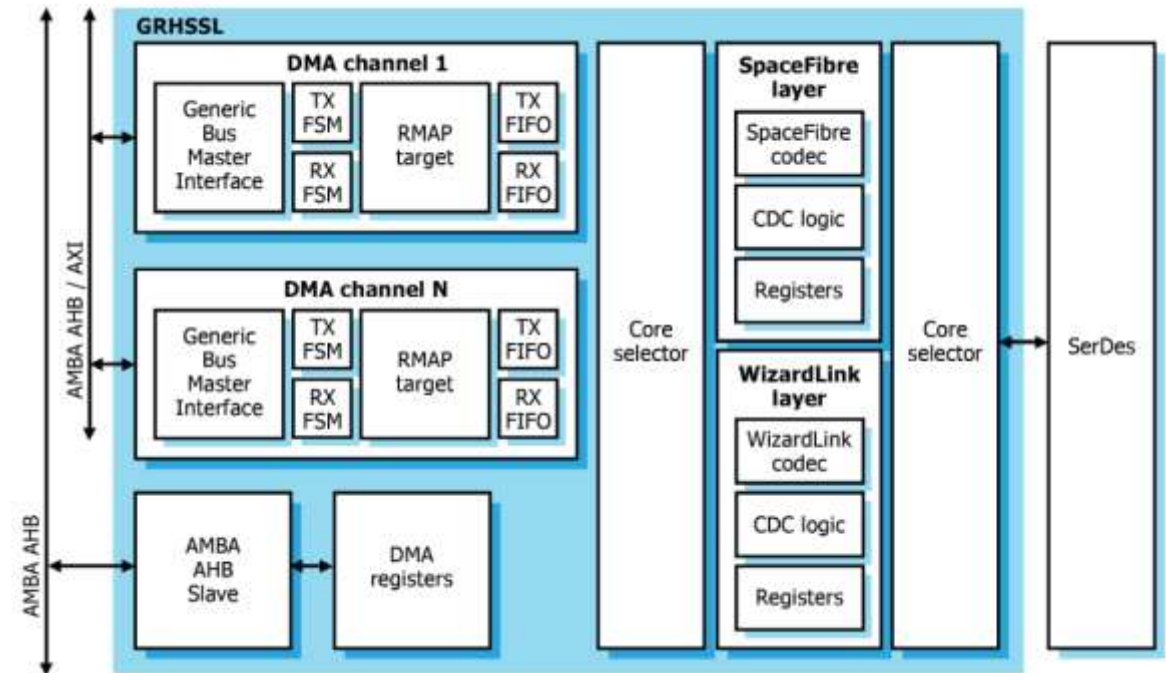 GRHSSL
DMA channel 1
Generic
Bus
Master
Interface
TX
FSM
RX
FSM
RMAP
target
TX
FIFO
RX
FIFO
DMA channel N
Generic
Bus
Master
Interface
TX
FSM
RX
FSM
RMAP
target
TX
FIFO
RX
FIFO
AMBA AHB / AXI
AMBA AHB
AMBA
AHB
Slave
DMA
registers
Core
selector
SpaceFibre
layer
SpaceFibre
codec
CDC logic
Registers
WizardLink
layer
WizardLink
codec
CDC logic
Registers
Core
selector
SerDes